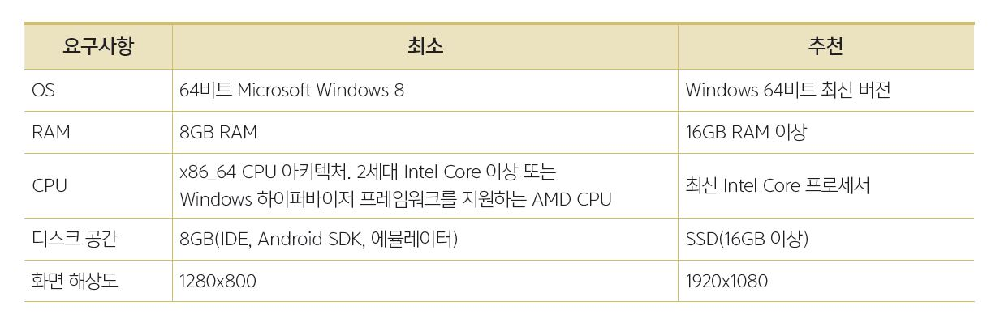 요구사항 최소 추천
OS 64비트 Microsoft Windows 8 Windows 64비트 최신 버전
RAM 8GB RAM 16GB RAM 이상
CPU x86_64 CPU 아키텍처. 2세대 Intel Core 이상 또는
Windows 하이퍼바이저 프레임워크를 지원하는 AMD CPU 최신 Intel Core 프로세서
디스크 공간 8GB(IDE, Android SDK, 에뮬레이터) SSD(16GB 이상)
화면 해상도 1280x800 1920x1080